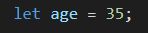 let age = 35;